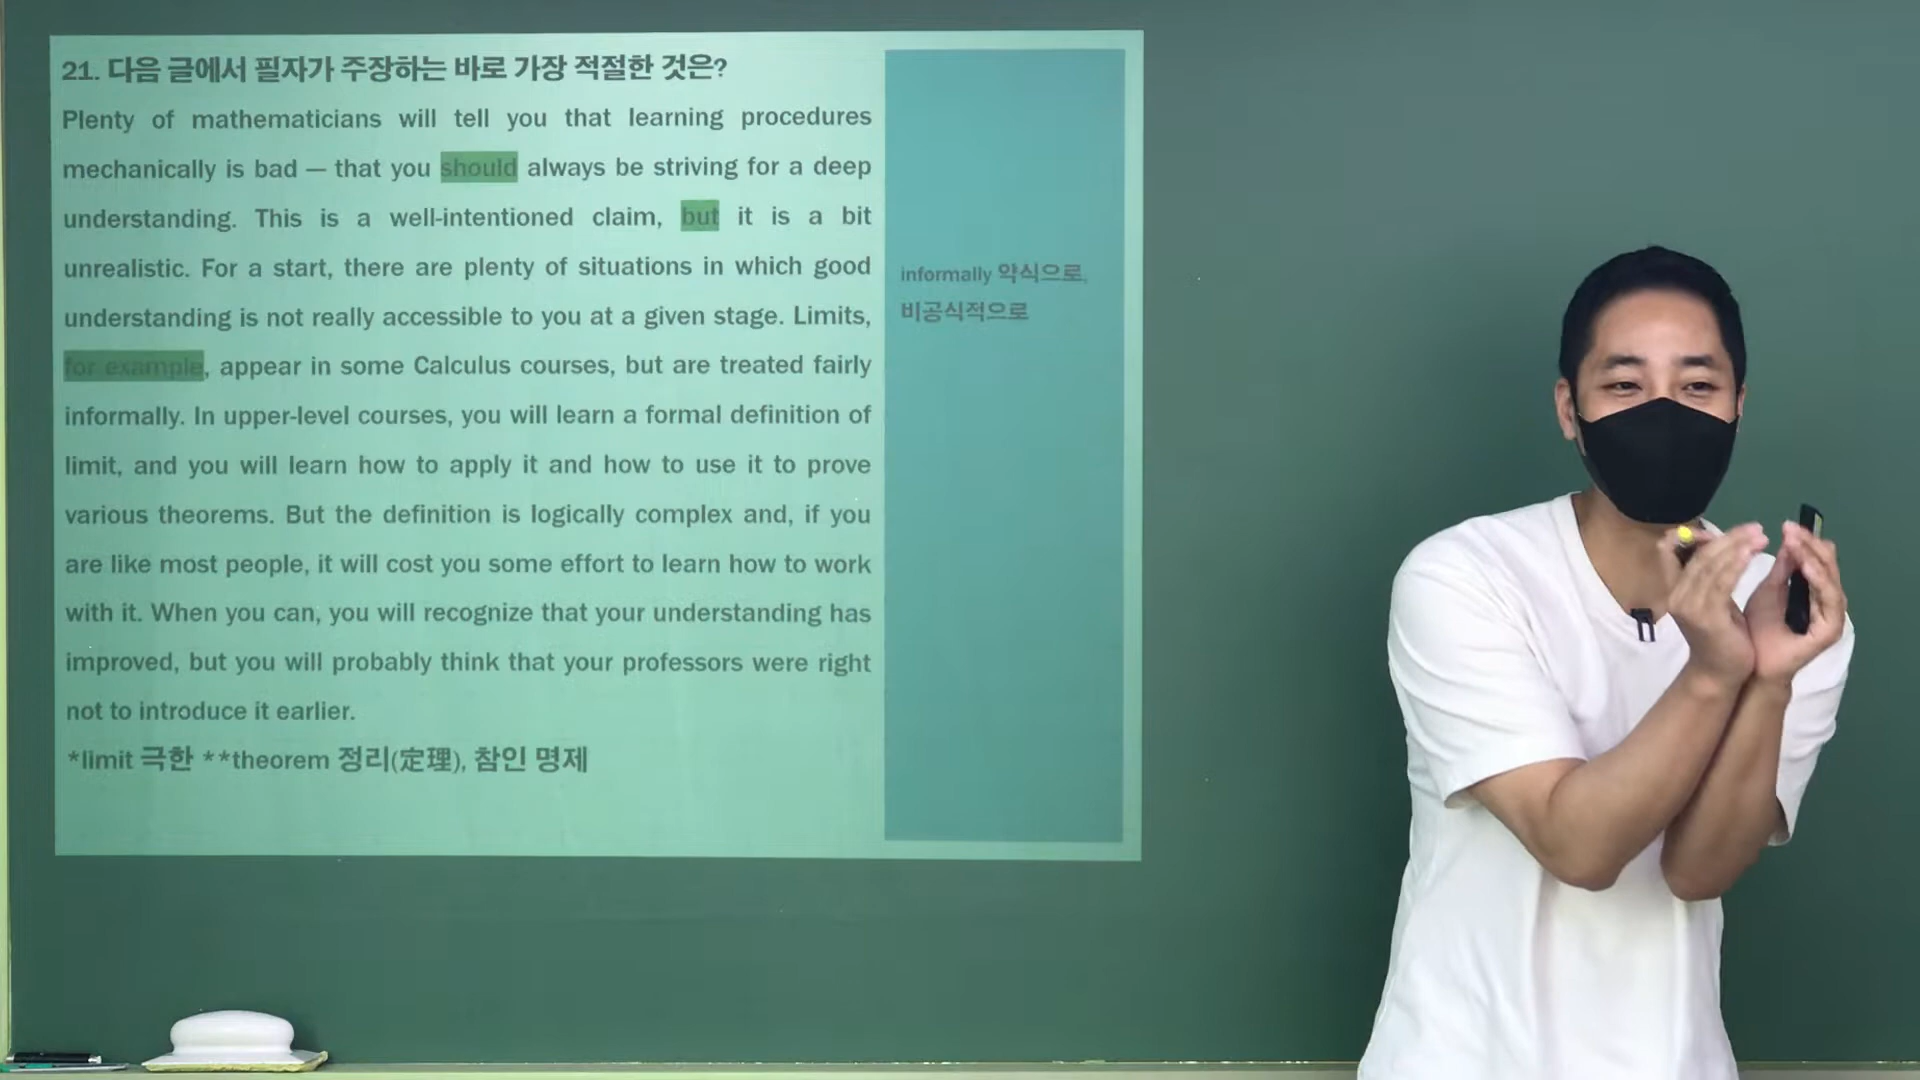 21. 다음 글에서 필자가 주장하는 바로 가장 적절한 것은?
Plenty of mathematicians will tell you that learning procedures
mechanically is bad — that you should always be striving for a deep
understanding. This is a well-intentioned claim, but it is a bit
unrealistic. For a start, there are plenty of situations in which good
understanding is not really accessible to you at a given stage. Limits,
for example, appear in some Calculus courses, but are treated fairly
informally. In upper-level courses, you will learn a formal definition of
limit, and you will learn how to apply it and how to use it to prove
various theorems. But the definition is logically complex and, if you
are like most people, it will cost you some effort to learn how to work
with it. When you can, you will recognize that your understanding has
improved, but you will probably think that your professors were right
not to introduce it earlier.
*limit 극한 **theorem 정리(定理), 참인 명제
informally 약식으로,
비공식적으로